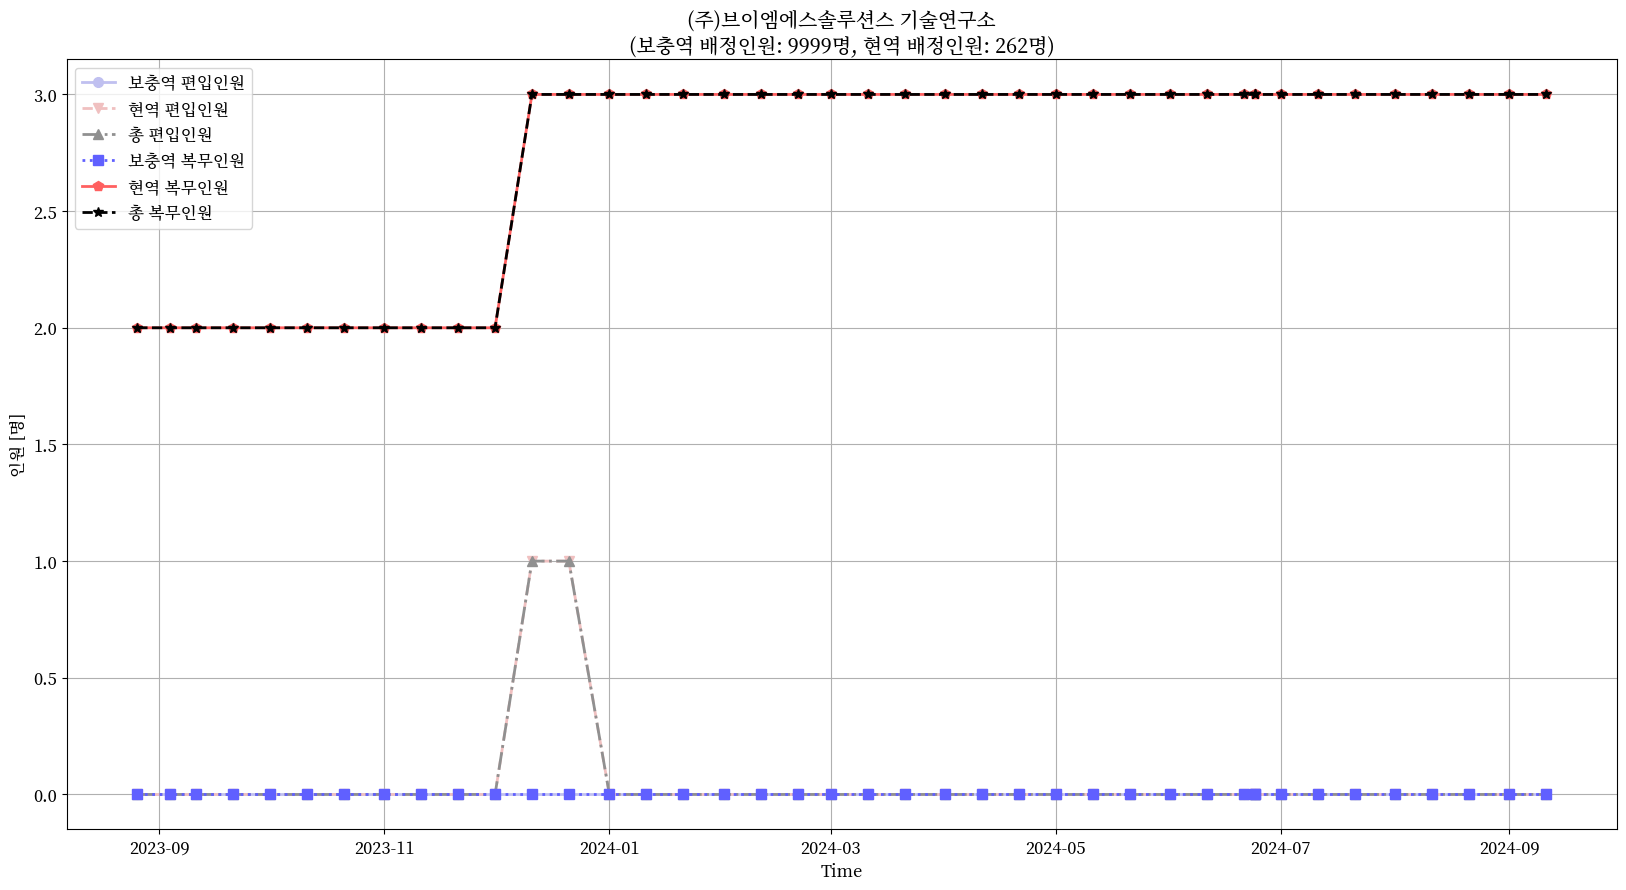 (주)브이엠에스솔루션스 기술연구소
(보충역 배정인원: 9999명, 현역 배정인원: 262명)
보충역 편입인원
현역 편입인원
총 편입인원
보충역 복무인원
현역 복무인원
총 복무인원
3.0
2.5
2.0
1.5
1.0
0.5
0.0
인원 [명]
2023-09
2023-11
2024-01
2024-03
2024-05
2024-07
2024-09
Time